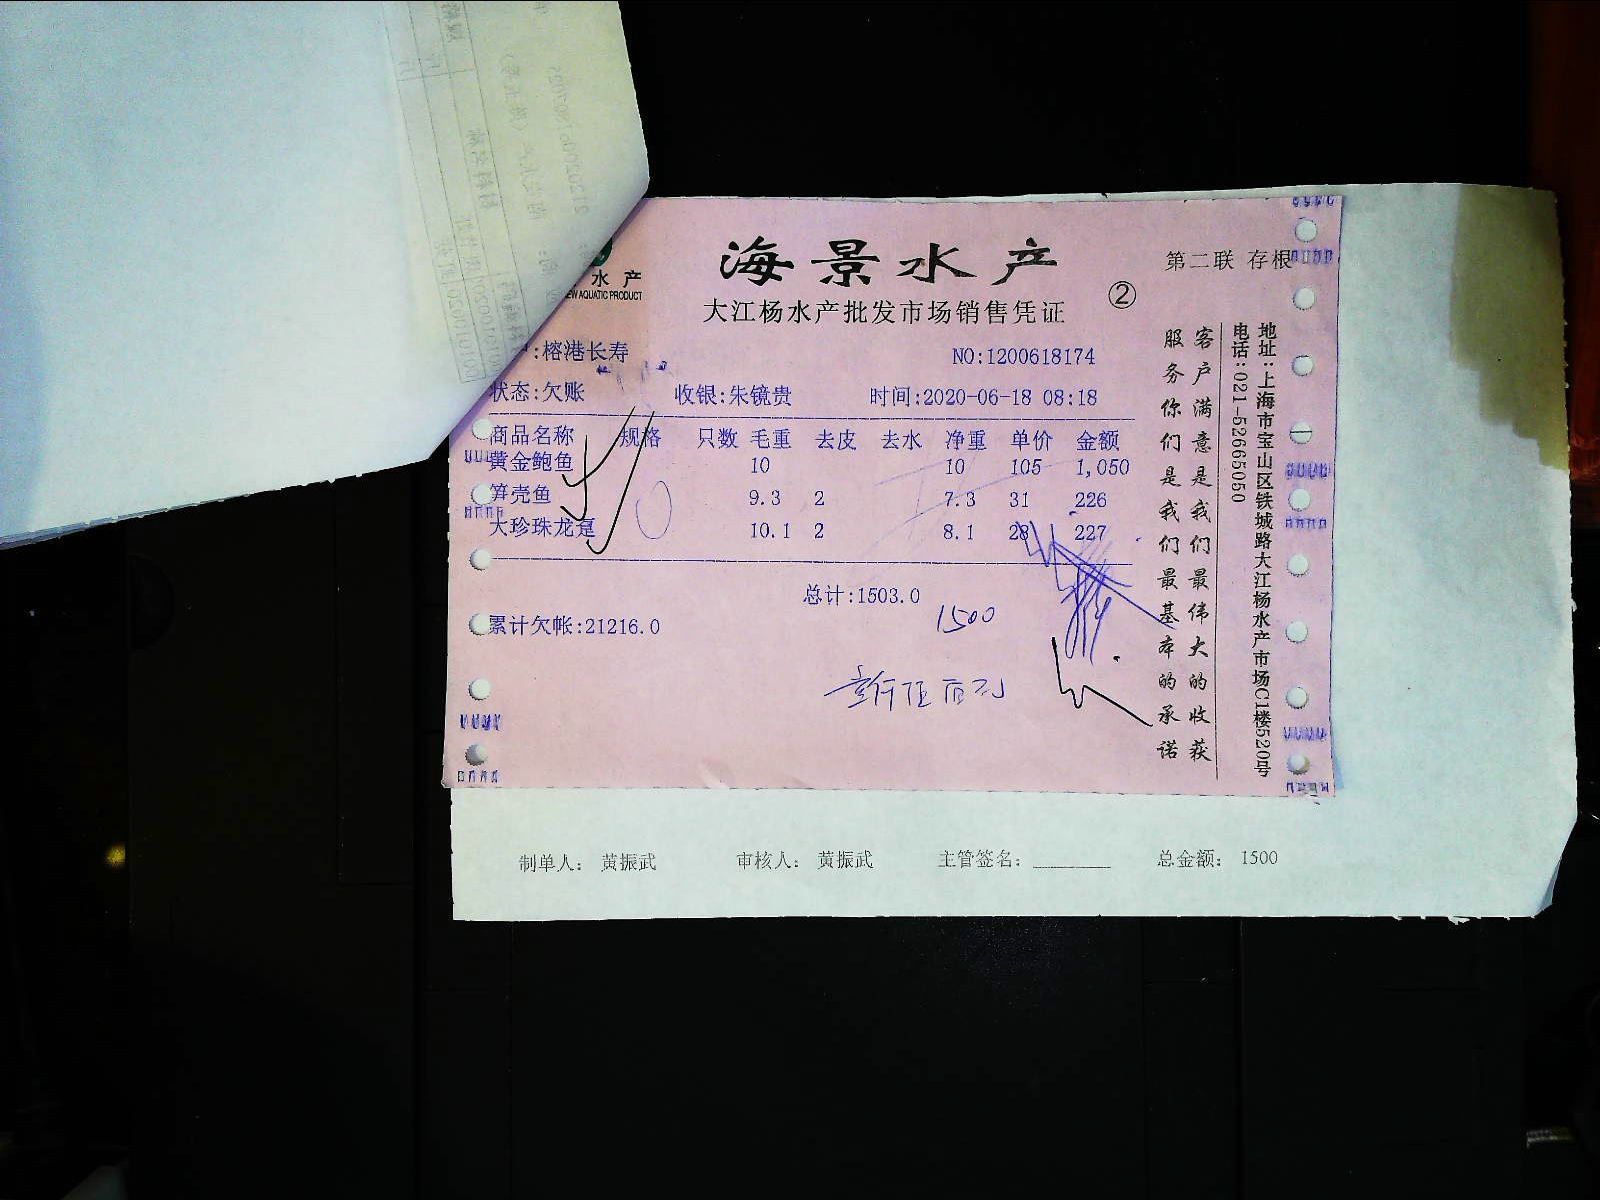 海景水产
第二联 存根
水产
EW AQUATIC PRODUCT
大江杨水产批发市场销售凭证
②
:榕港长寿
NO:1200618174
状态:欠账 收银:朱镜贵 时间:2020-06-18 08:18
商品名称 规格 只数 毛重 去皮 去水 净重 单价 金额
黄金鲍鱼 10 10 105 1,050
笋壳鱼 9.3 2 7.3 31 226
大珍珠龙趸 10.1 2 8.1 28 227
总计:1503.0
1500
累计欠帐:21216.0
客户满意是我们最伟大的收获
服务你们是我们最基本的承诺
地址:上海市宝山区铁城路大江杨水产市场C1楼520号
电话:021-52665050
制单人: 黄振武 审核人: 黄振武 主管签名: 总金额: 1500